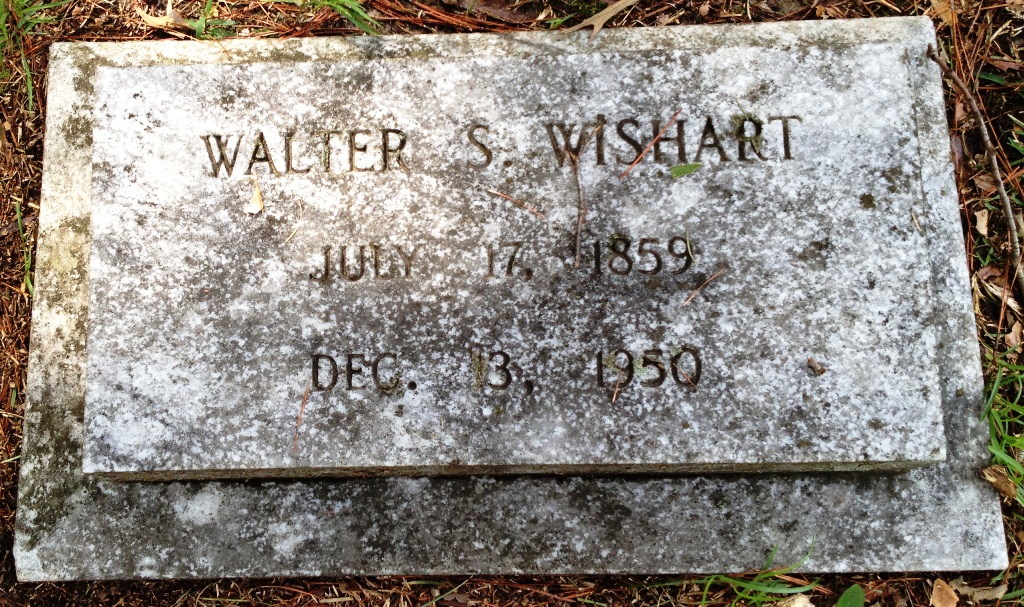 WALTER S. WISHART
JULY 17, 1859
DEC. 13, 1950